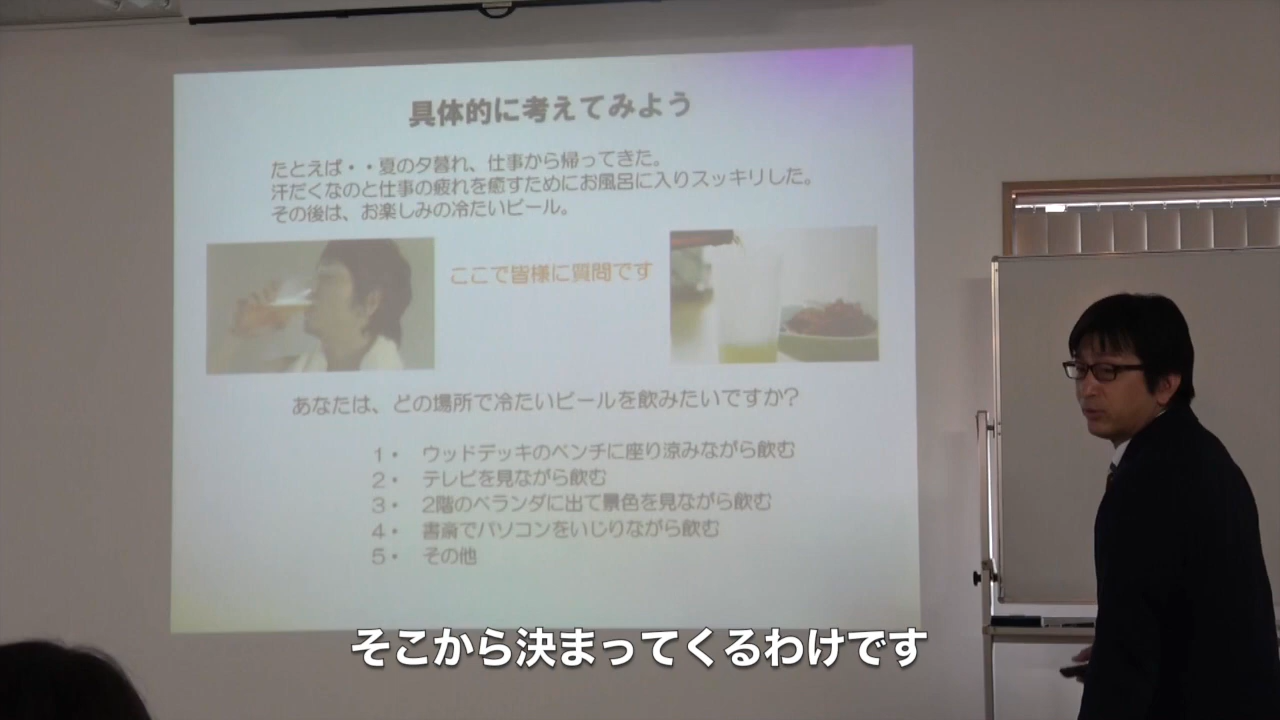 具体的に考えてみよう
たとえば・・夏の夕暮れ、仕事から帰ってきた。
汗だくなのと仕事の疲れを癒すためにお風呂に入りスッキリした。
その後は、お楽しみの冷たいビール。
ここで皆様に質問です
あなたは、どの場所で冷たいビールを飲みたいですか?
1・ ウッドデッキのベンチに座り涼みながら飲む
2・ テレビを見ながら飲む
3・ 2階のベランダに出て景色を見ながら飲む
4・ 書斎でパソコンをいじりながら飲む
5・ その他
そこから決まってくるわけです